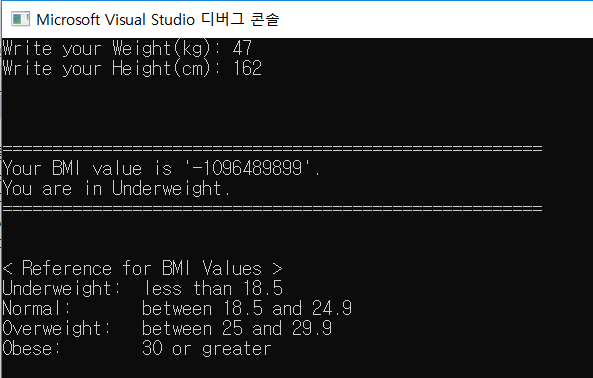 Microsoft Visual Studio 디버그 콘솔
Write your Weight(kg): 47
Write your Height(cm): 162
======================================================
Your BMI value is '-1096489899'.
You are in Underweight.
======================================================
< Reference for BMI Values >
Underweight: less than 18.5
Normal: between 18.5 and 24.9
Overweight: between 25 and 29.9
Obese: 30 or greater